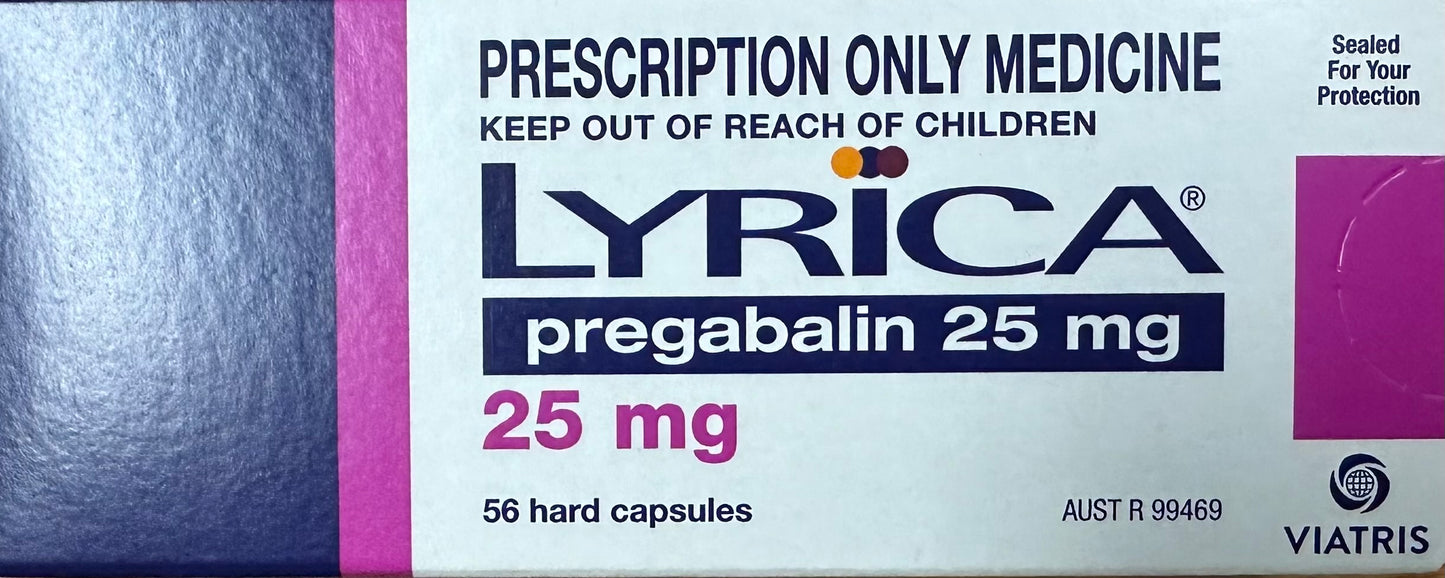 PRESCRIPTION ONLY MEDICINE
KEEP OUT OF REACH OF CHILDREN
LYRICA®
pregabalin 25 mg
25 mg
56 hard capsules
AUST R 99469
Sealed
For Your
Protection
VIATRIS